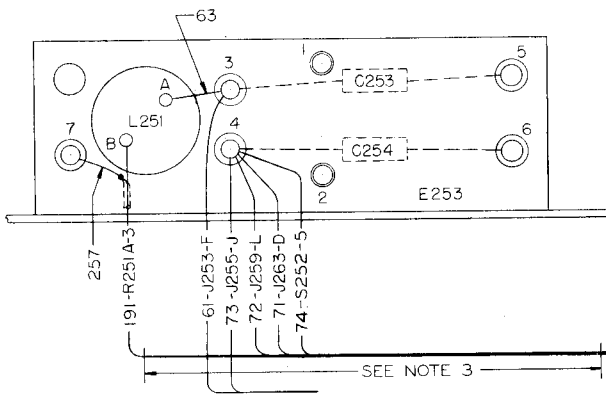 63
A
3
1
C253
5
L251
B
7
4
C254
6
2
E253
257
191-R251A-3
61-J253-F
73-J255-J
72-J259-L
71-J263-D
74-S252-5
SEE NOTE 3